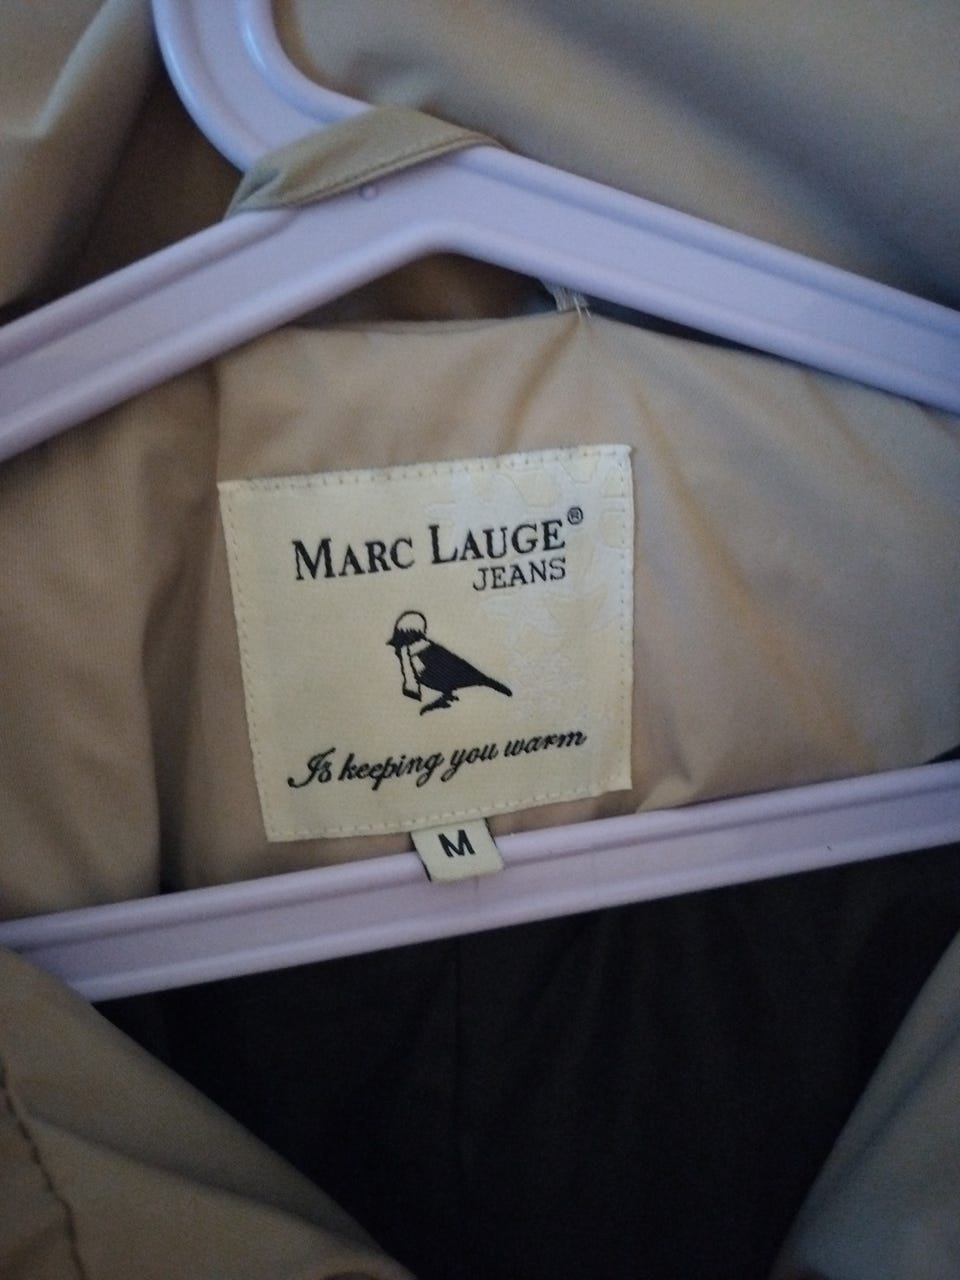 MARC LAUGE®
JEANS
Is keeping you warm
M